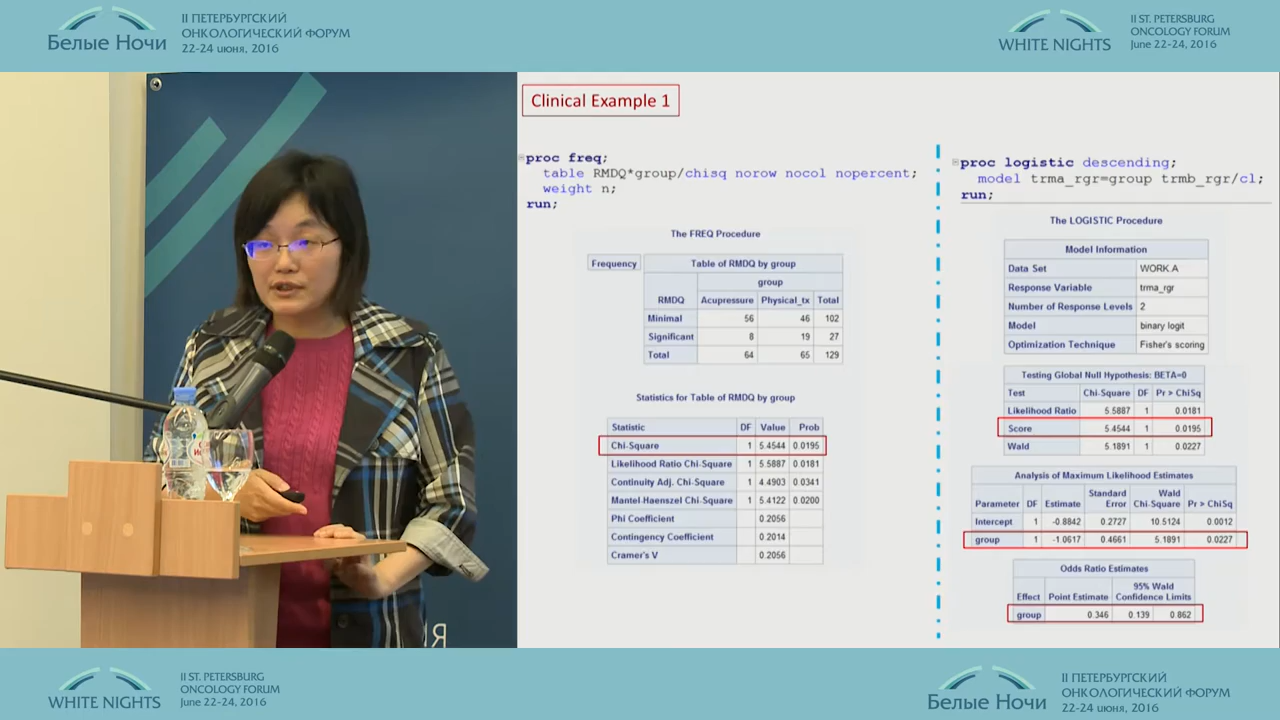 Белые Ночи
II ПЕТЕРБУРГСКИЙ
ОНКОЛОГИЧЕСКИЙ ФОРУМ
22-24 июня, 2016
WHITE NIGHTS
II ST. PETERSBURG
ONCOLOGY FORUM
June 22-24, 2016
Clinical Example 1
proc freq;
table RMDQ*group/chisq norow nocol nopercent;
weight n;
run;
The FREQ Procedure
Frequency
Table of RMDQ by group
group
RMDQ Acupressure Physical_tx Total
Minimal 56 46 102
Significant 8 19 27
Total 64 65 129
Statistics for Table of RMDQ by group
Statistic DF Value Prob
Chi-Square 1 5.4544 0.0195
Likelihood Ratio Chi-Square 1 5.5887 0.0181
Continuity Adj. Chi-Square 1 4.4903 0.0341
Mantel-Haenszel Chi-Square 1 5.4122 0.0200
Phi Coefficient 0.2056
Contingency Coefficient 0.2014
Cramer's V 0.2056
proc logistic descending;
model trma_rgr=group trmb_rgr/cl;
run;
The LOGISTIC Procedure
Model Information
Data Set WORK.A
Response Variable trma_rgr
Number of Response Levels 2
Model binary logit
Optimization Technique Fisher's scoring
Testing Global Null Hypothesis: BETA=0
Test Chi-Square DF Pr > ChiSq
Likelihood Ratio 5.5887 1 0.0181
Score 5.4544 1 0.0195
Wald 5.1891 1 0.0227
Analysis of Maximum Likelihood Estimates
Parameter DF Estimate Standard Error Wald Chi-Square Pr > ChiSq
Intercept 1 -0.8842 0.2727 10.5124 0.0012
group 1 -1.0617 0.4661 5.1891 0.0227
Odds Ratio Estimates
Effect Point Estimate 95% Wald Confidence Limits
group 0.346 0.139 0.862
WHITE NIGHTS
II ST. PETERSBURG
ONCOLOGY FORUM
June 22-24, 2016
Белые Ночи
II ПЕТЕРБУРГСКИЙ
ОНКОЛОГИЧЕСКИЙ ФОРУМ
22-24 июня, 2016